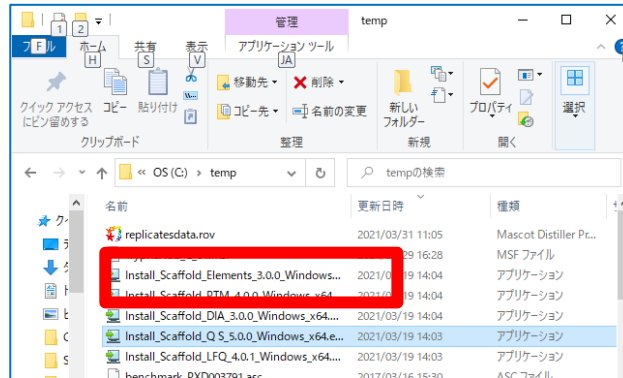 1 2 管理 temp
F ル ホーム 共有 表示 アプリケーション ツール
H S V JA
クイック アクセス
にピン留めする
コピー
貼り付け
移動先
コピー先
削除
名前の変更
新しい
フォルダー
プロパティ
選択
クリップボード 整理 新規 開く
« OS (C:) › temp tempの検索
名前 更新日時 種類
replicatesdata.rov 2021/03/31 11:05 Mascot Distiller Pr...
29 16:28 MSF ファイル
Install_Scaffold_Elements_3.0.0_Windows... 2021/03/19 14:04 アプリケーション
Install_Scaffold_PTM_4.0.0_Windows_x64... /03/19 14:04 アプリケーション
Install_Scaffold_DIA_3.0.0_Windows_x64.... 2021/03/19 14:04 アプリケーション
Install_Scaffold_Q S_5.0.0_Windows_x64.e... 2021/03/19 14:03 アプリケーション
Install_Scaffold_LFQ_4.0.1_Windows_x64.... 2021/03/19 14:03 アプリケーション
benchmark_PXD003791.asc 2017/03/16 15:30 ASC ファイル